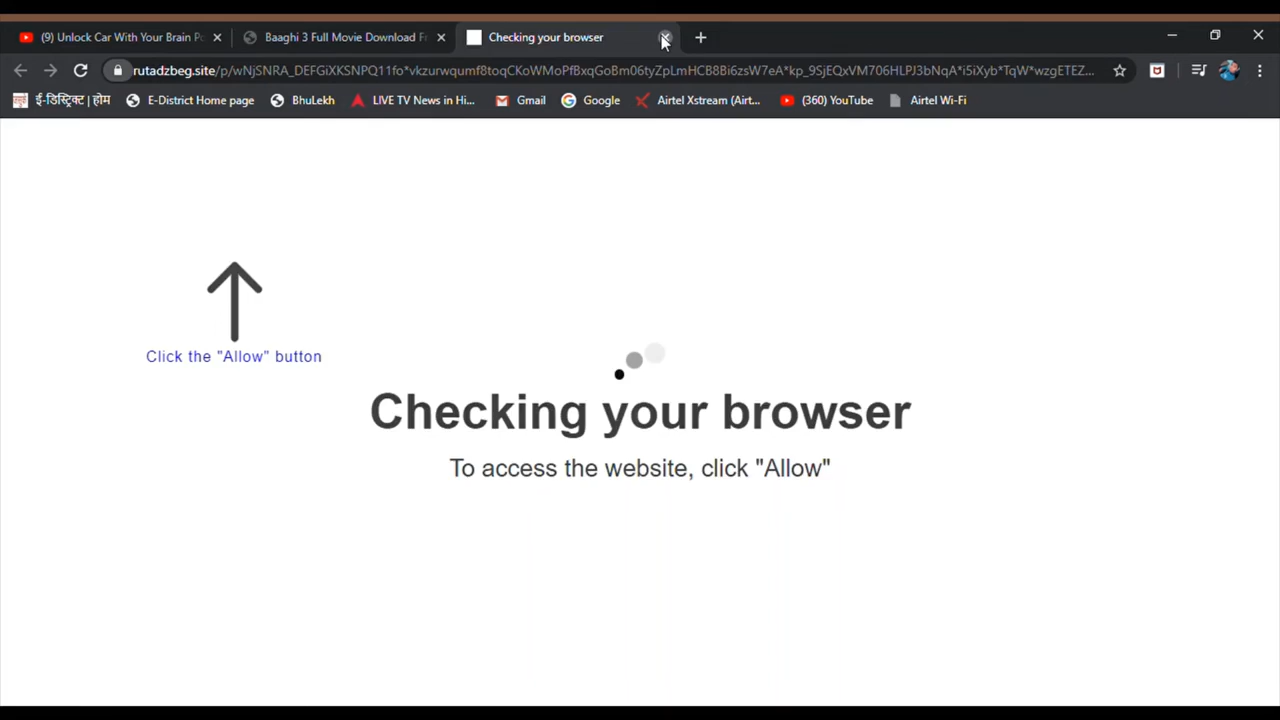 (9) Unlock Car With Your Brain Po
Baaghi 3 Full Movie Download F
Checking your browser
ई-डिस्ट्रिक्ट | होम
E-District Home page
BhuLekh
LIVE TV News in Hi...
Gmail
Google
Airtel Xstream (Airt...
(360) YouTube
Airtel Wi-Fi
Click the "Allow" button
Checking your browser
To access the website, click "Allow"